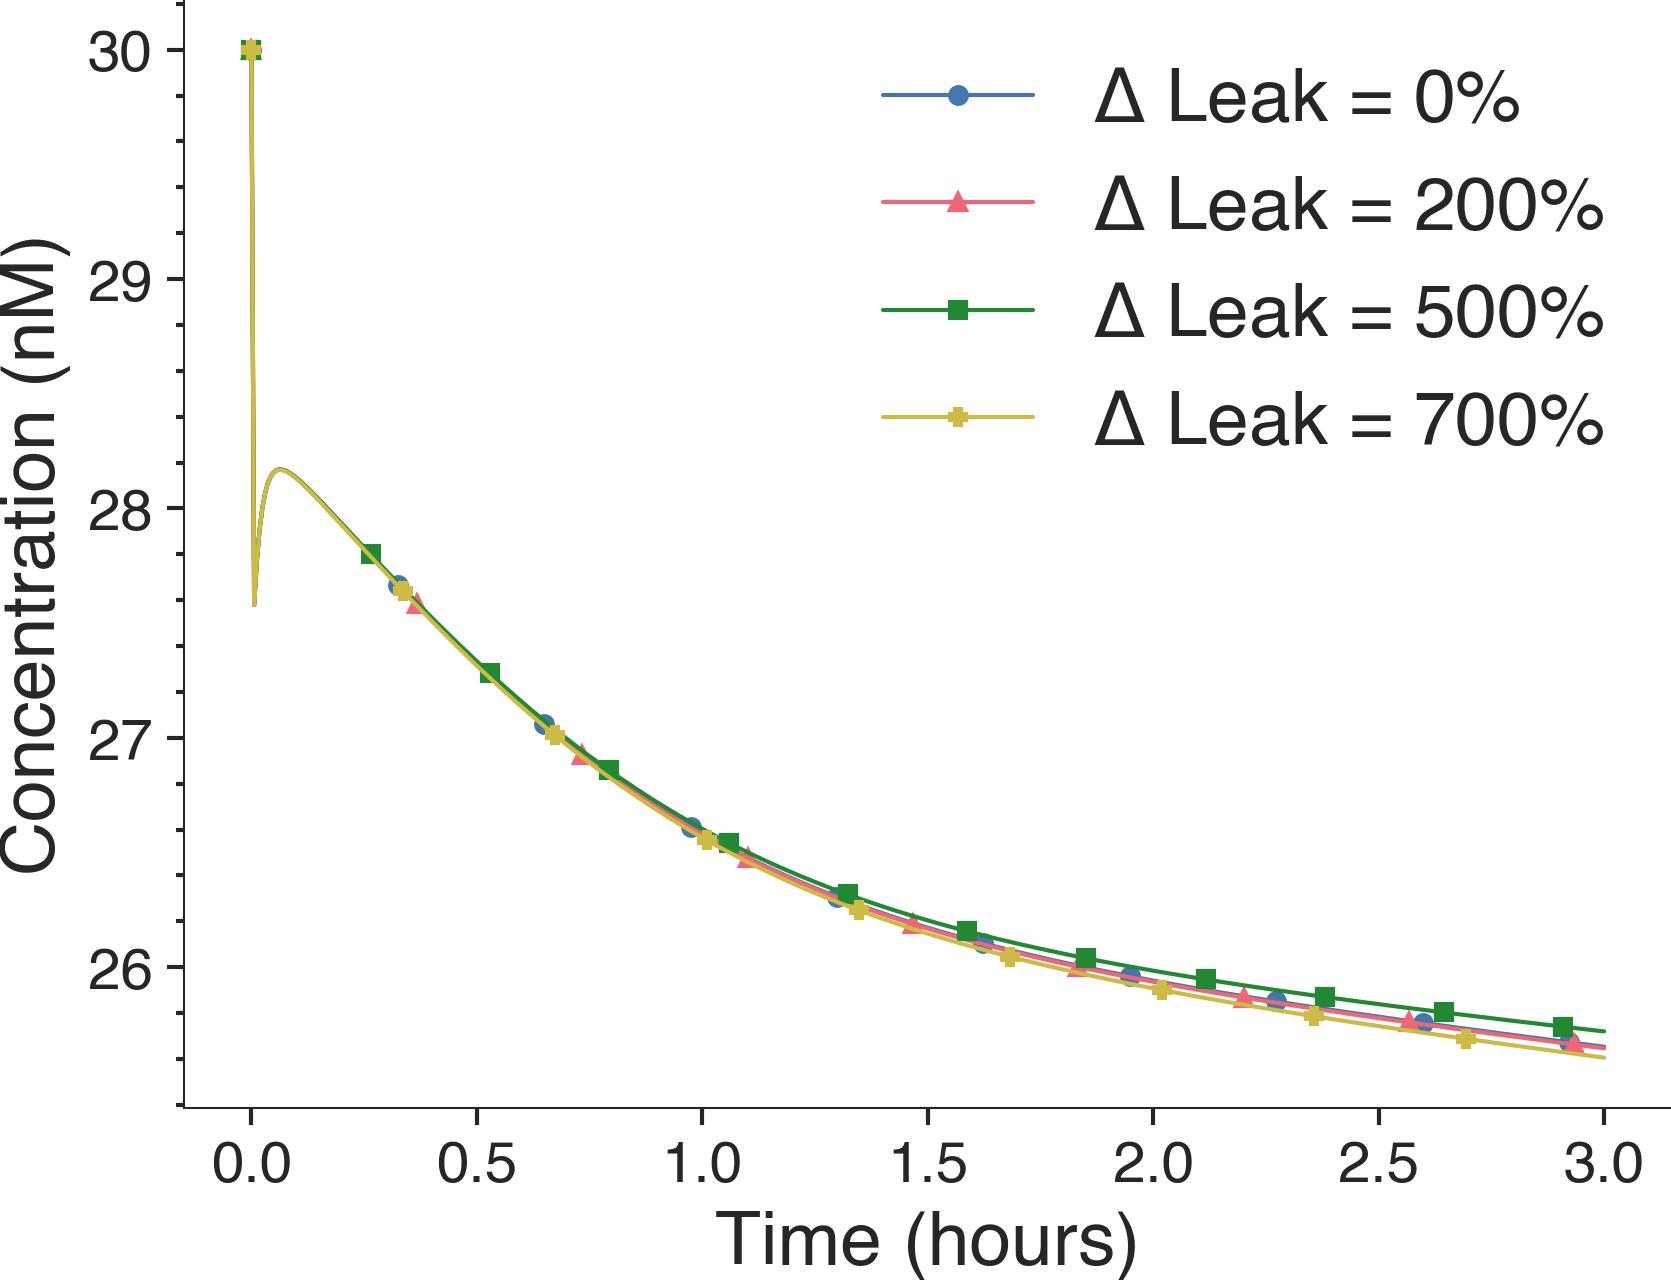 Concentration (nM)
30
29
28
27
26
Δ Leak = 0%
Δ Leak = 200%
Δ Leak = 500%
Δ Leak = 700%
0.0 0.5 1.0 1.5 2.0 2.5 3.0
Time (hours)